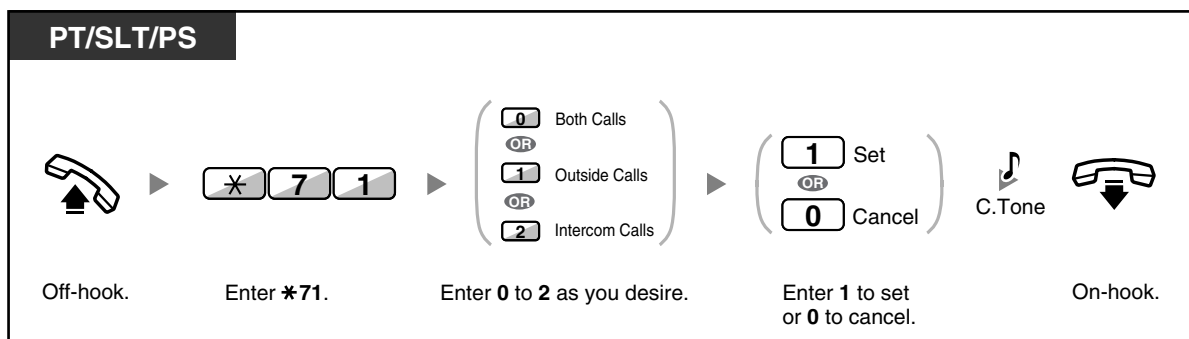 PT/SLT/PS
0 Both Calls
OR
1 Outside Calls
OR
2 Intercom Calls
1 Set
OR
0 Cancel
✳ 7 1
C.Tone
Off-hook.
Enter ✳71.
Enter 0 to 2 as you desire.
Enter 1 to set
or 0 to cancel.
On-hook.